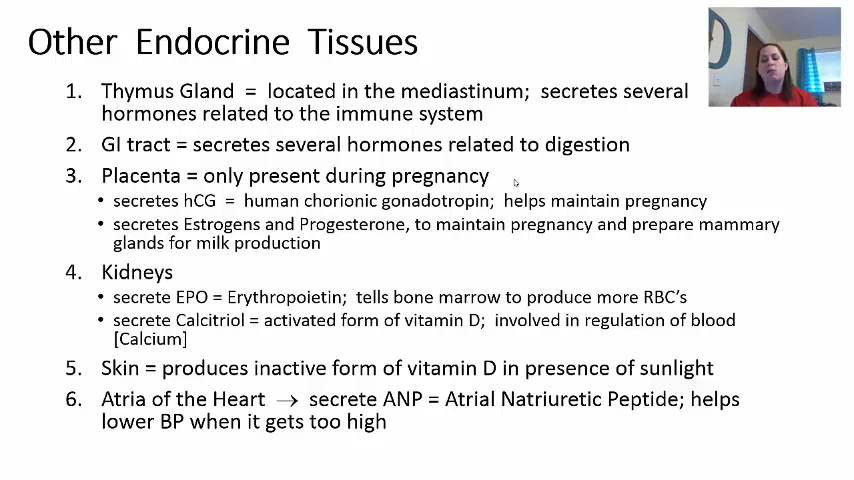 Other Endocrine Tissues
1. Thymus Gland = located in the mediastinum; secretes several
hormones related to the immune system
2. GI tract = secretes several hormones related to digestion
3. Placenta = only present during pregnancy
• secretes hCG = human chorionic gonadotropin; helps maintain pregnancy
• secretes Estrogens and Progesterone, to maintain pregnancy and prepare mammary
glands for milk production
4. Kidneys
• secrete EPO = Erythropoietin; tells bone marrow to produce more RBC's
• secrete Calcitriol = activated form of vitamin D; involved in regulation of blood
[Calcium]
5. Skin = produces inactive form of vitamin D in presence of sunlight
6. Atria of the Heart → secrete ANP = Atrial Natriuretic Peptide; helps
lower BP when it gets too high